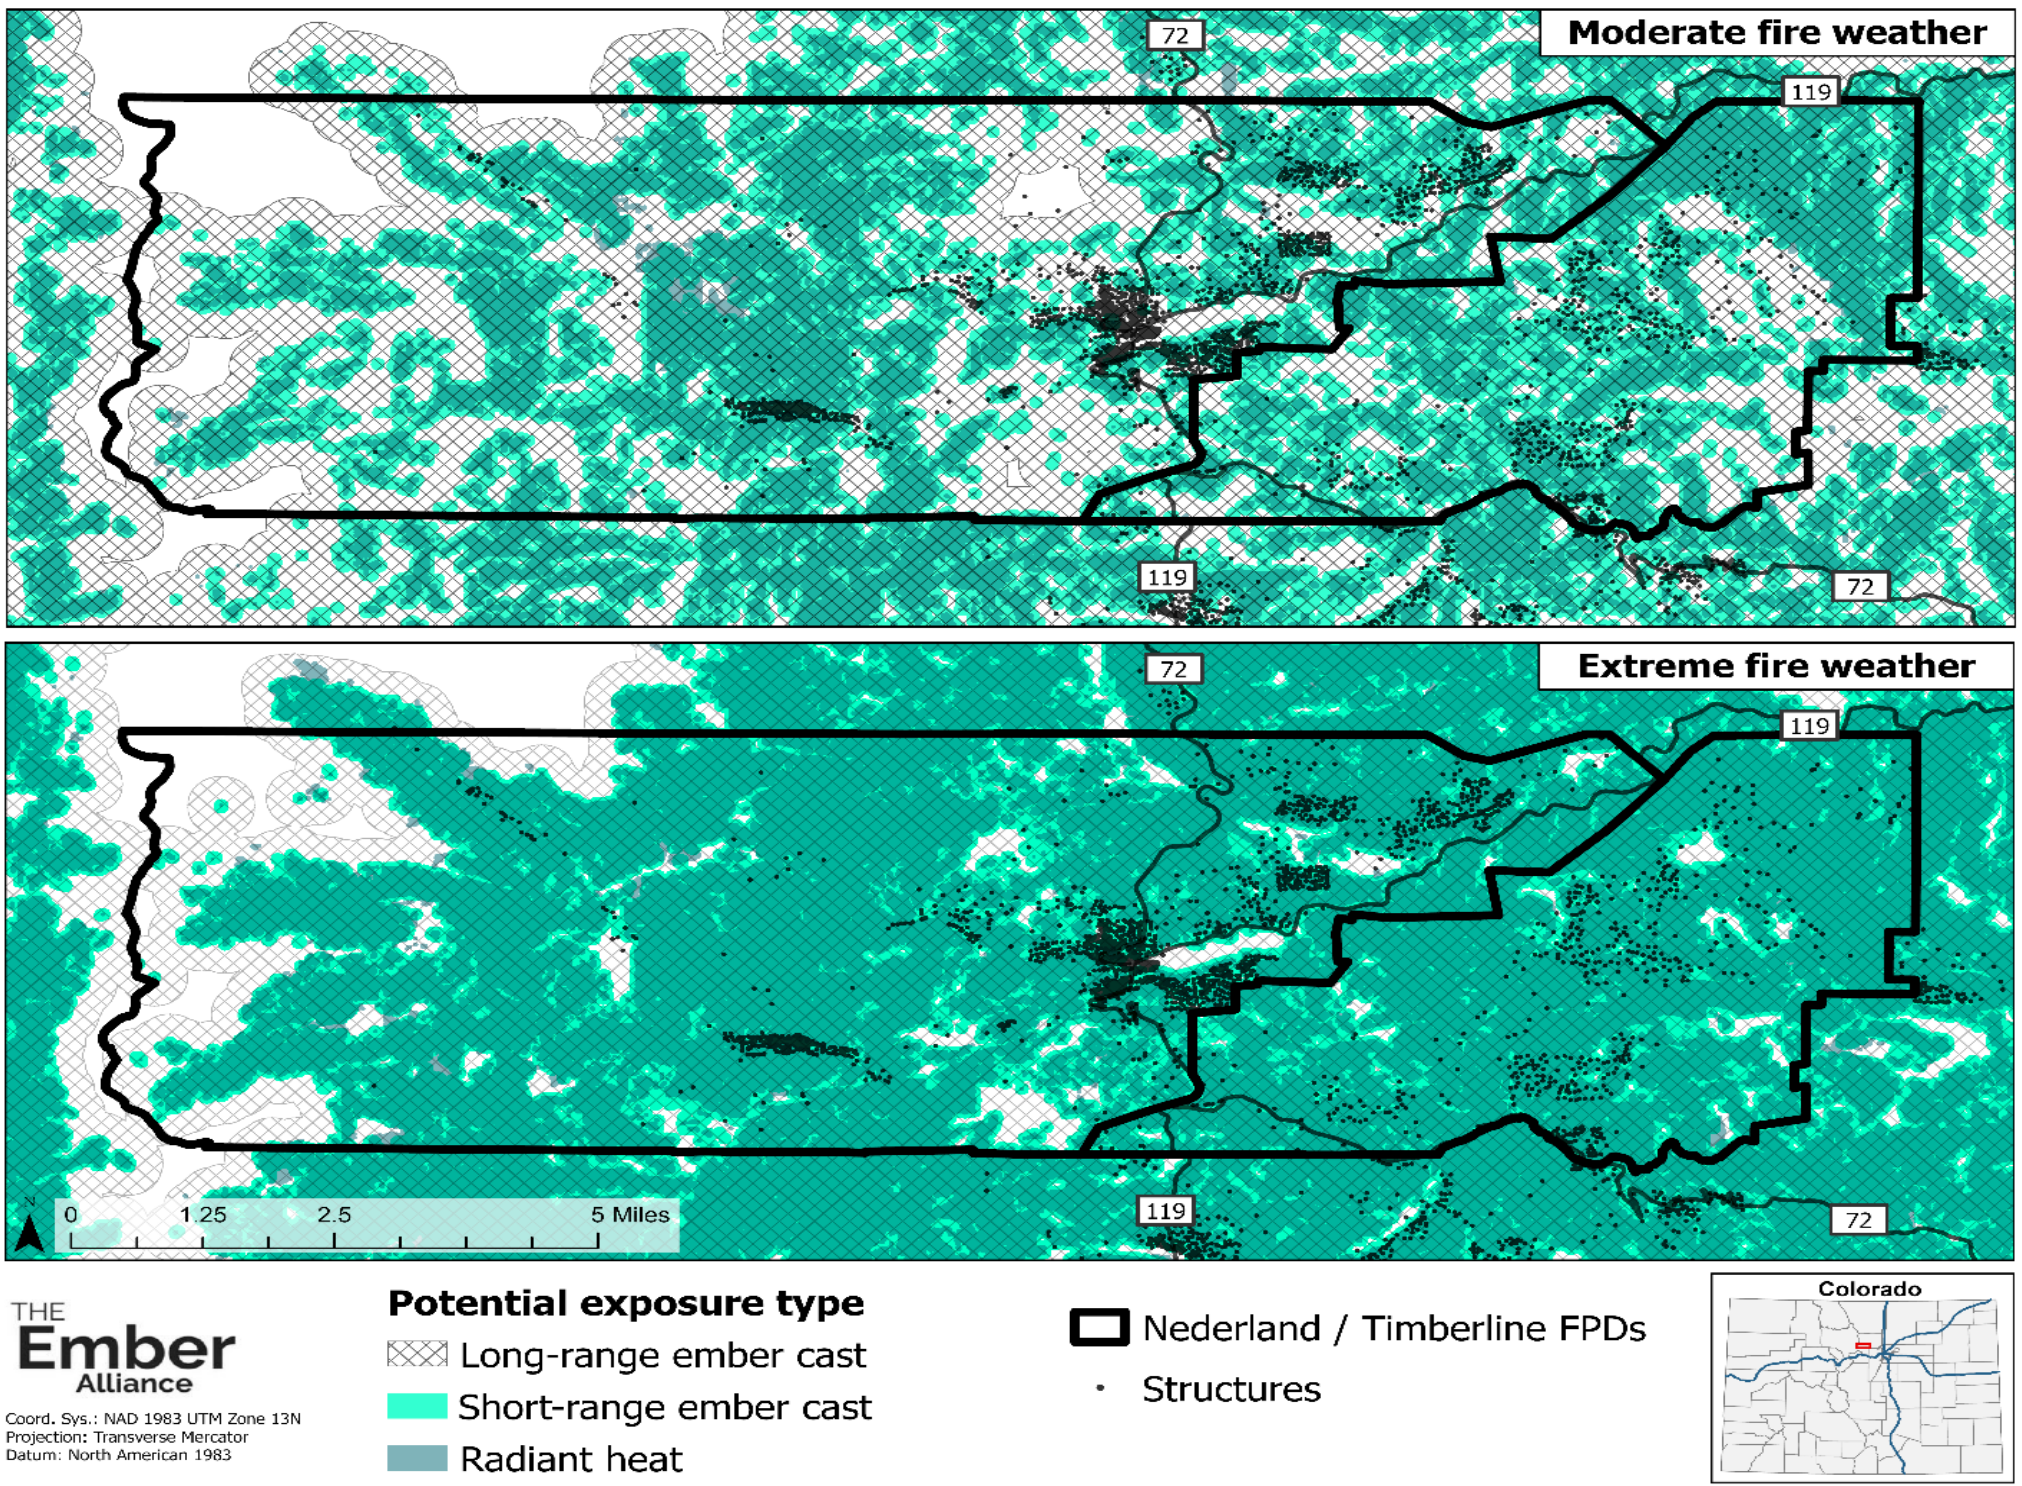 Moderate fire weather
72
119
119
72
Extreme fire weather
72
119
119
72
N
0 1.25 2.5 5 Miles
THE
Ember
Alliance
Coord. Sys.: NAD 1983 UTM Zone 13N
Projection: Transverse Mercator
Datum: North American 1983
Potential exposure type
Long-range ember cast
Short-range ember cast
Radiant heat
Nederland / Timberline FPDs
Structures
Colorado